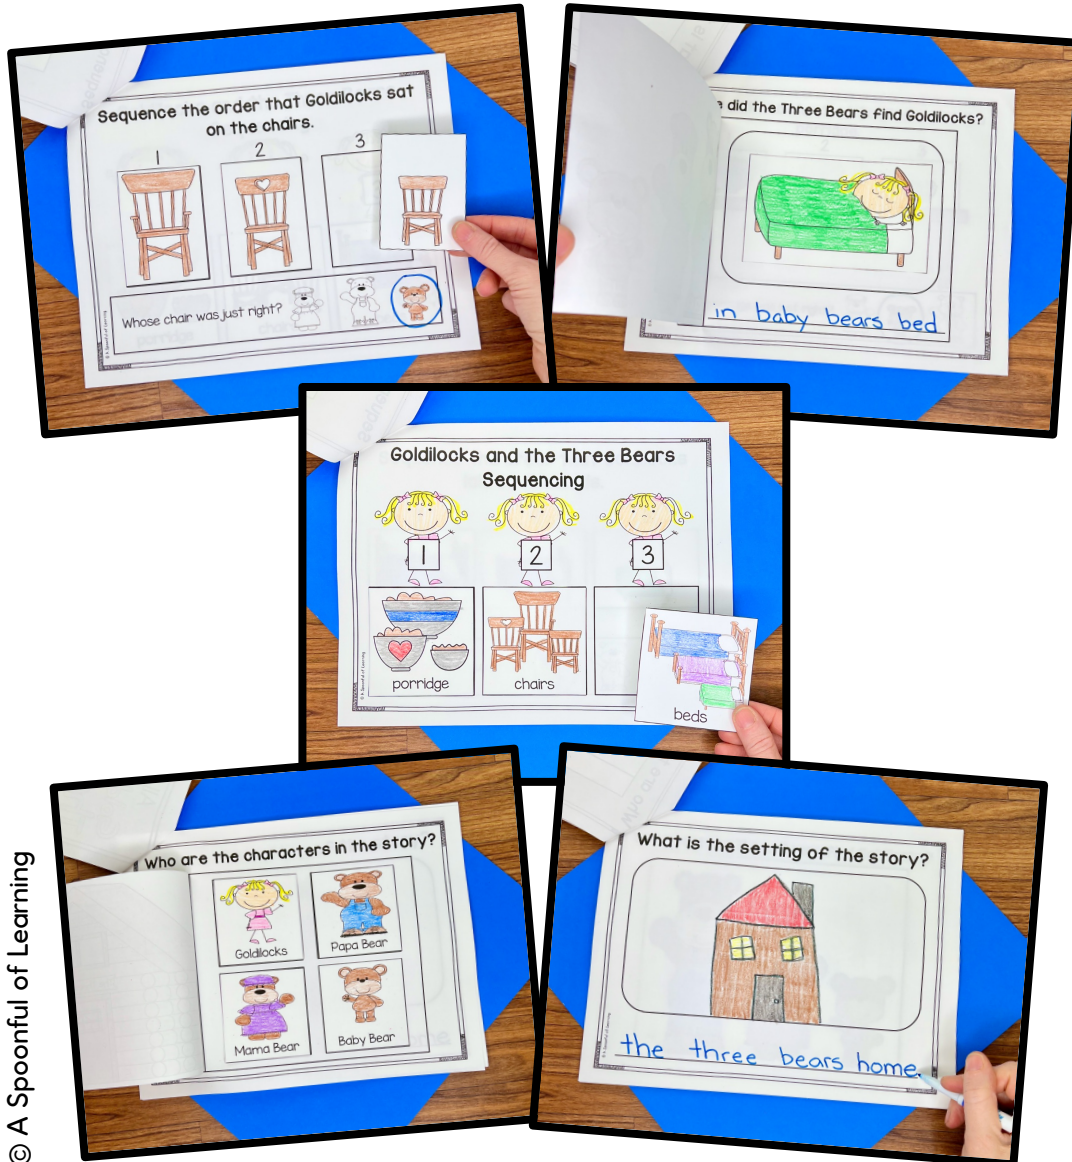 Sequence the order that Goldilocks sat
on the chairs.
1
2
3
Whose chair was just right?
did the Three Bears find Goldilocks?
in baby bears bed
Goldilocks and the Three Bears
Sequencing
1
2
3
porridge
chairs
beds
© A Spoonful of Learning
Who are the characters in the story?
Goldilocks
Papa Bear
Mama Bear
Baby Bear
What is the setting of the story?
the three bears home.
© A Spoonful of Learning